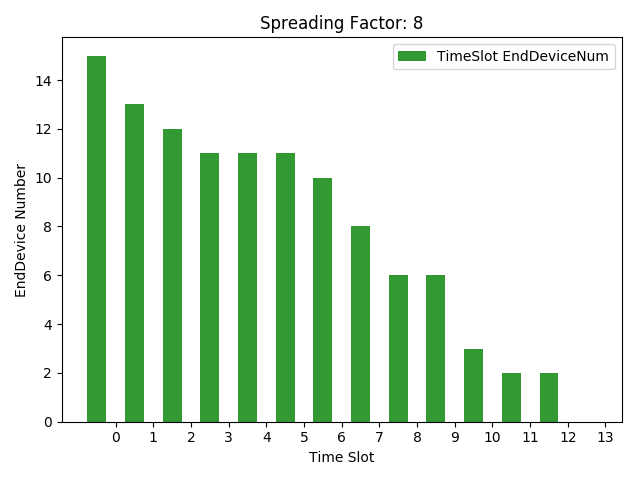 Spreading Factor: 8
TimeSlot EndDeviceNum
EndDevice Number
14
12
10
8
6
4
2
0
0 1 2 3 4 5 6 7 8 9 10 11 12 13
Time Slot